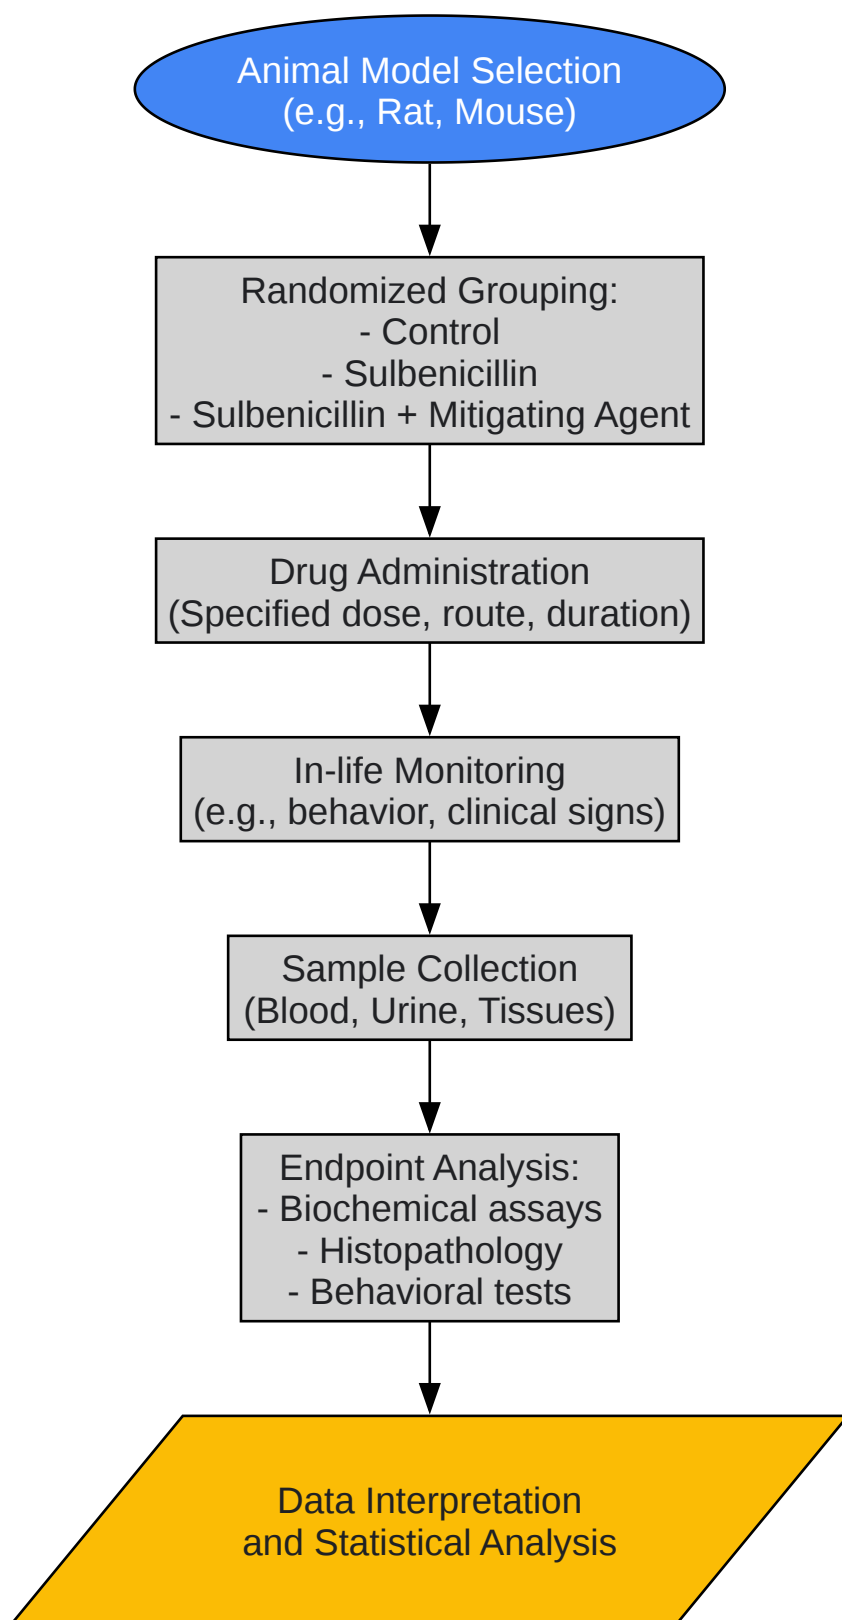 Animal Model Selection
(e.g., Rat, Mouse)
Randomized Grouping:
- Control
- Sulbenicillin
- Sulbenicillin + Mitigating Agent
Drug Administration
(Specified dose, route, duration)
In-life Monitoring
(e.g., behavior, clinical signs)
Sample Collection
(Blood, Urine, Tissues)
Endpoint Analysis:
- Biochemical assays
- Histopathology
- Behavioral tests
Data Interpretation
and Statistical Analysis